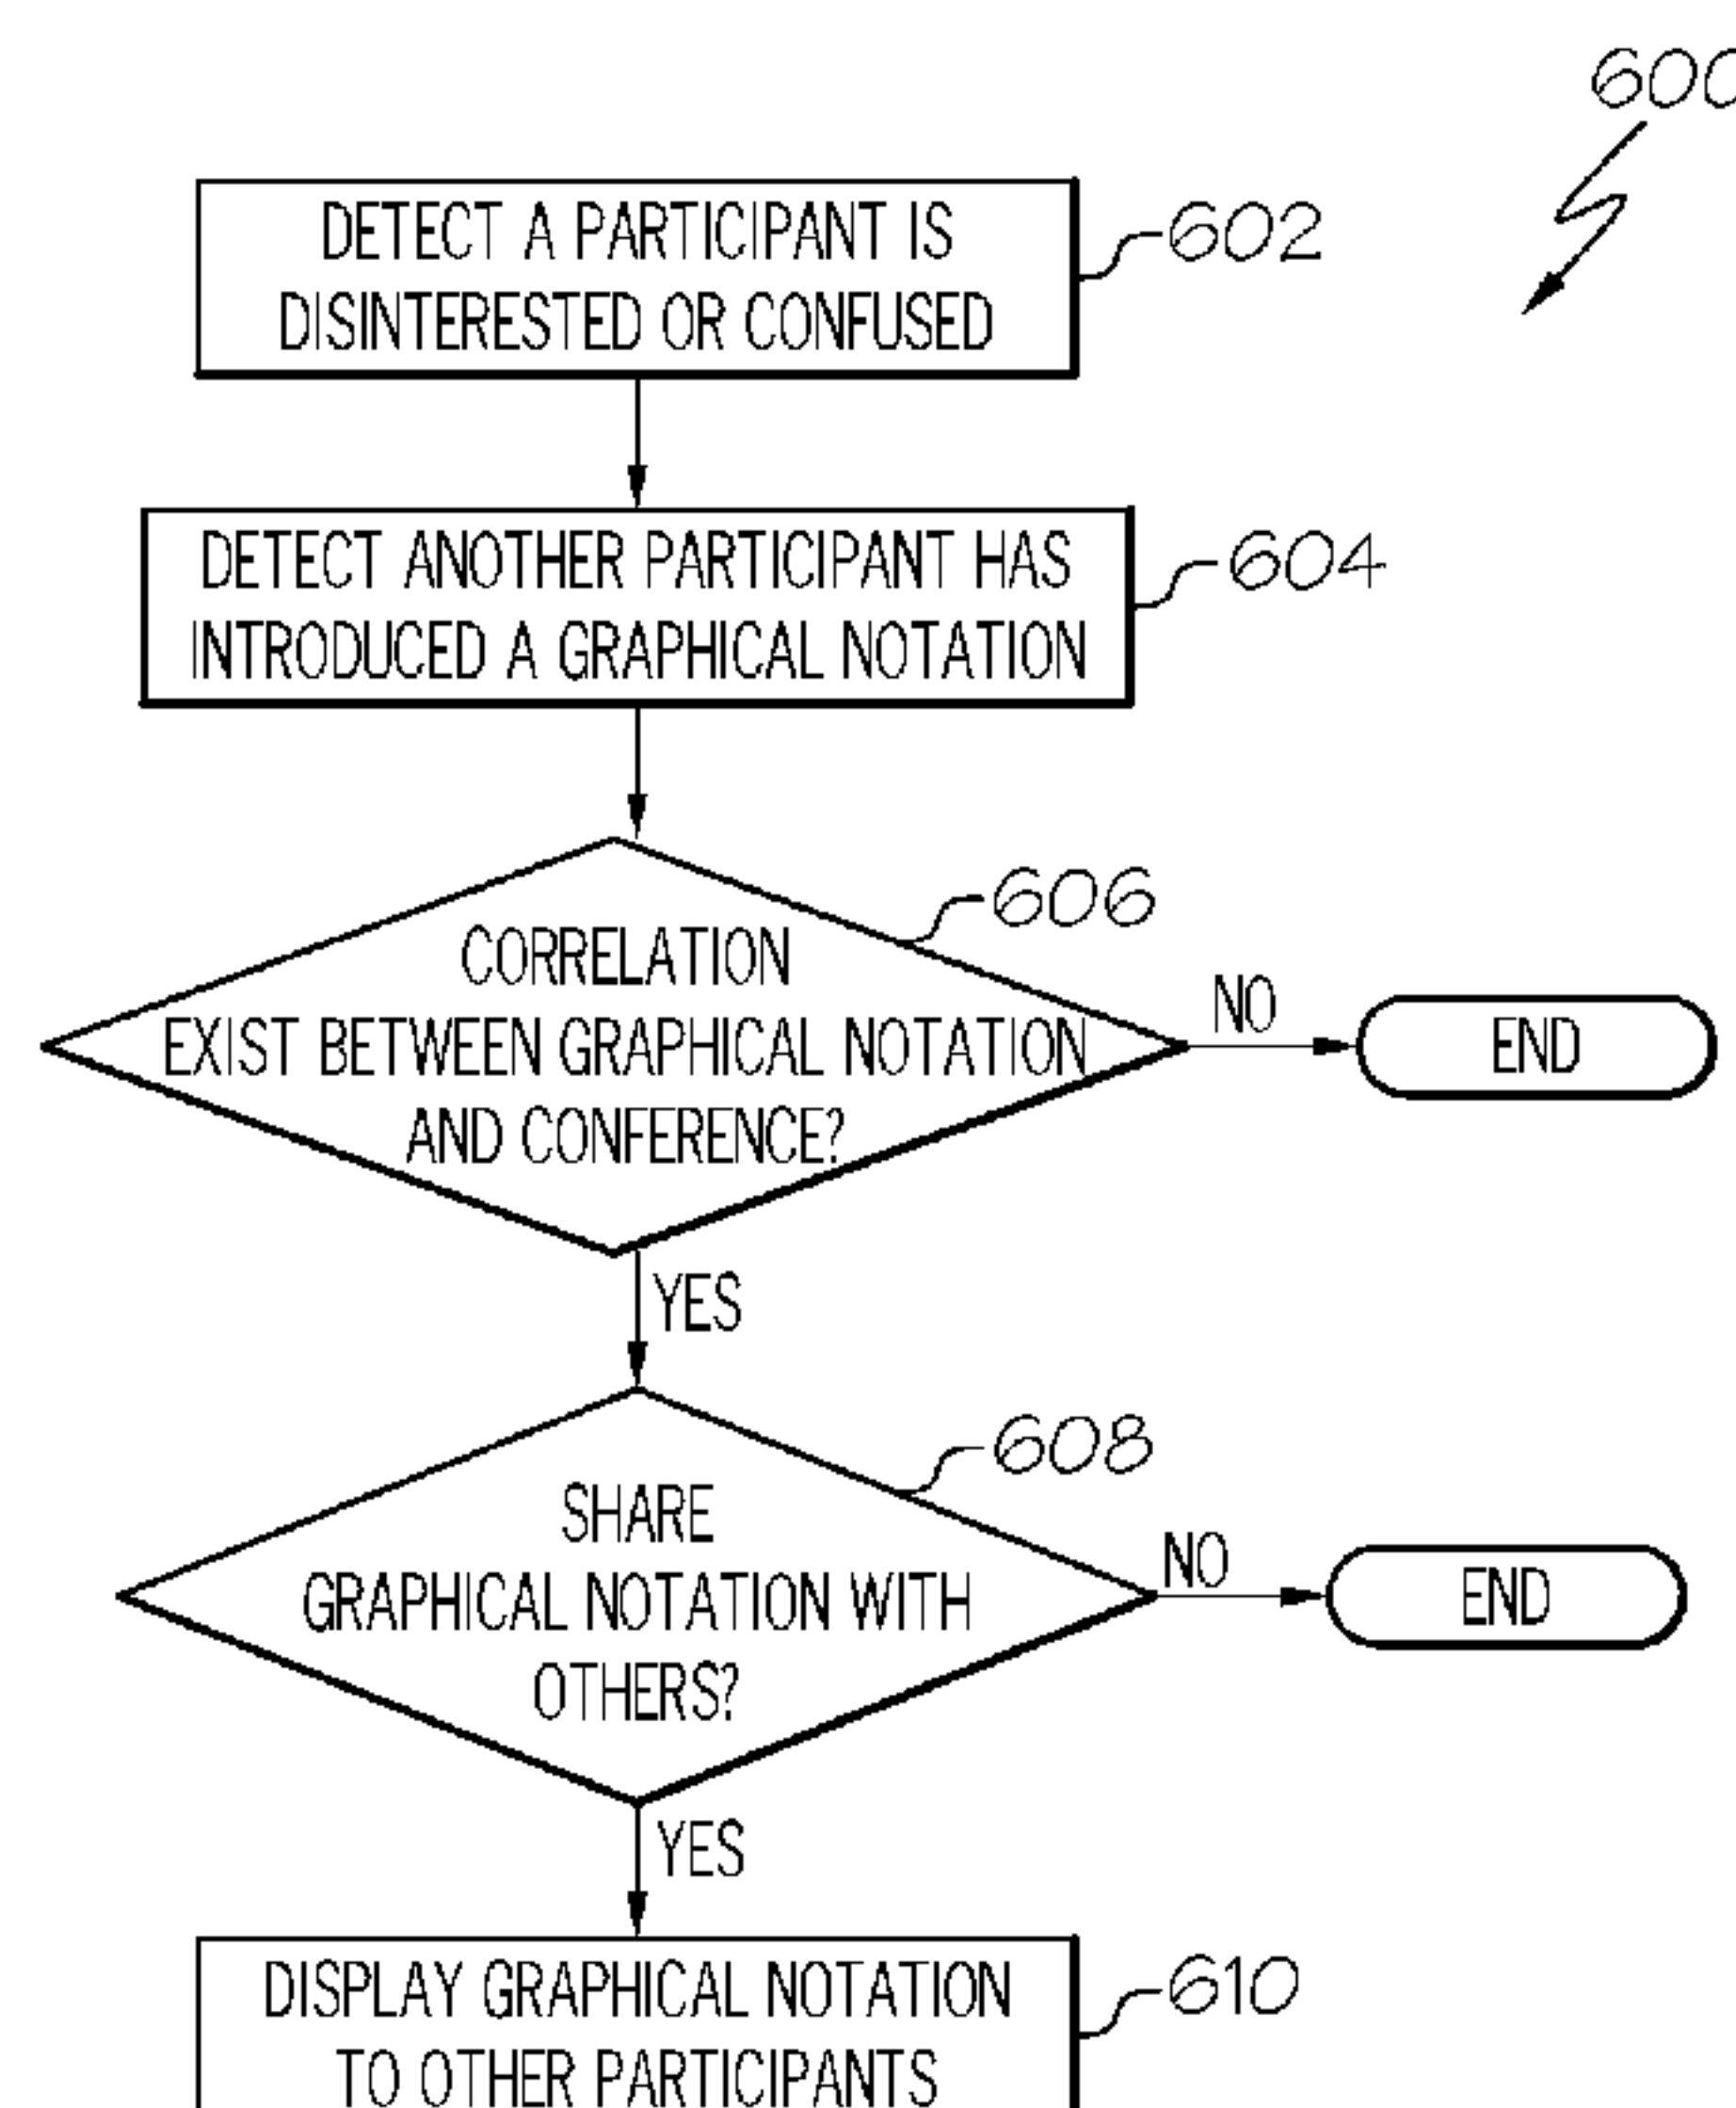 600
DETECT A PARTICIPANT IS
DISINTERESTED OR CONFUSED
602
DETECT ANOTHER PARTICIPANT HAS
INTRODUCED A GRAPHICAL NOTATION
604
606
CORRELATION
EXIST BETWEEN GRAPHICAL NOTATION
AND CONFERENCE?
NO
END
YES
608
SHARE
GRAPHICAL NOTATION WITH
OTHERS?
NO
END
YES
DISPLAY GRAPHICAL NOTATION
TO OTHER PARTICIPANTS
610